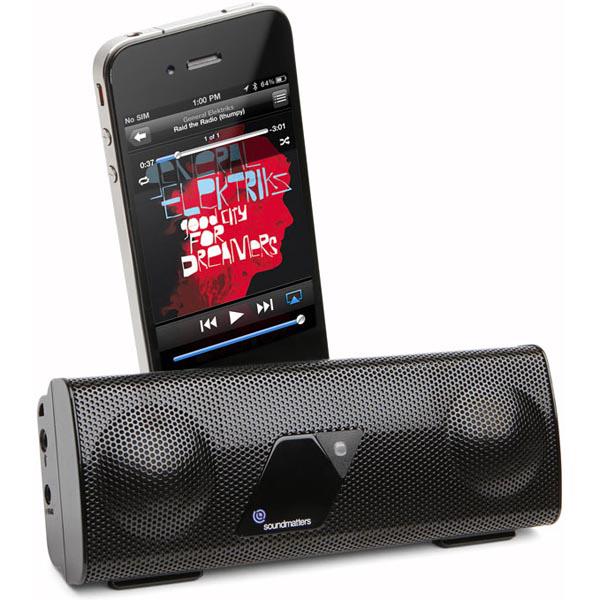 No SIM 1:00 PM 64%
General Elektriks
Raid the Radio (thumpy)
1 of 1
0:37 -3:01
GENERAL
ELEKTRIKS
GOOD CITY
FOR
DREAMERS
soundmatters